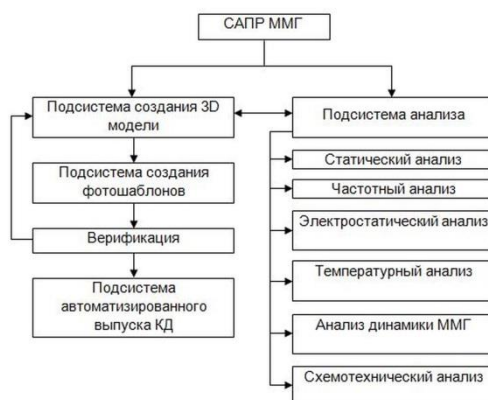 САПР ММГ
Подсистема создания 3D
модели
Подсистема создания
фотошаблонов
Верификация
Подсистема
автоматизированного
выпуска КД
Подсистема анализа
Статический анализ
Частотный анализ
Электростатический анализ
Температурный анализ
Анализ динамики ММГ
Схемотехнический анализ